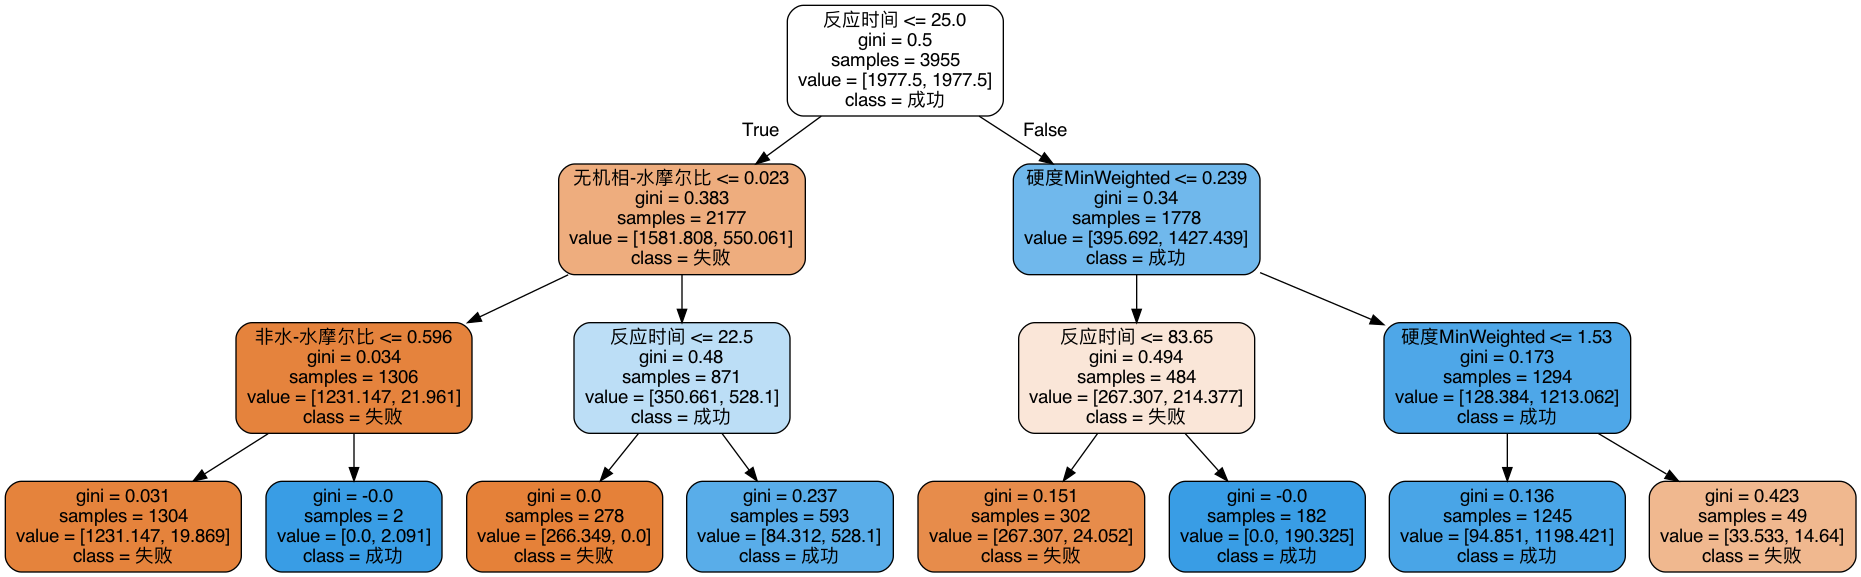 反应时间 <= 25.0
gini = 0.5
samples = 3955
value = [1977.5, 1977.5]
class = 成功
True
False
无机相-水摩尔比 <= 0.023
gini = 0.383
samples = 2177
value = [1581.808, 550.061]
class = 失败
硬度MinWeighted <= 0.239
gini = 0.34
samples = 1778
value = [395.692, 1427.439]
class = 成功
非水-水摩尔比 <= 0.596
gini = 0.034
samples = 1306
value = [1231.147, 21.961]
class = 失败
反应时间 <= 22.5
gini = 0.48
samples = 871
value = [350.661, 528.1]
class = 成功
反应时间 <= 83.65
gini = 0.494
samples = 484
value = [267.307, 214.377]
class = 失败
硬度MinWeighted <= 1.53
gini = 0.173
samples = 1294
value = [128.384, 1213.062]
class = 成功
gini = 0.031
samples = 1304
value = [1231.147, 19.869]
class = 失败
gini = -0.0
samples = 2
value = [0.0, 2.091]
class = 成功
gini = 0.0
samples = 278
value = [266.349, 0.0]
class = 失败
gini = 0.237
samples = 593
value = [84.312, 528.1]
class = 成功
gini = 0.151
samples = 302
value = [267.307, 24.052]
class = 失败
gini = -0.0
samples = 182
value = [0.0, 190.325]
class = 成功
gini = 0.136
samples = 1245
value = [94.851, 1198.421]
class = 成功
gini = 0.423
samples = 49
value = [33.533, 14.64]
class = 失败